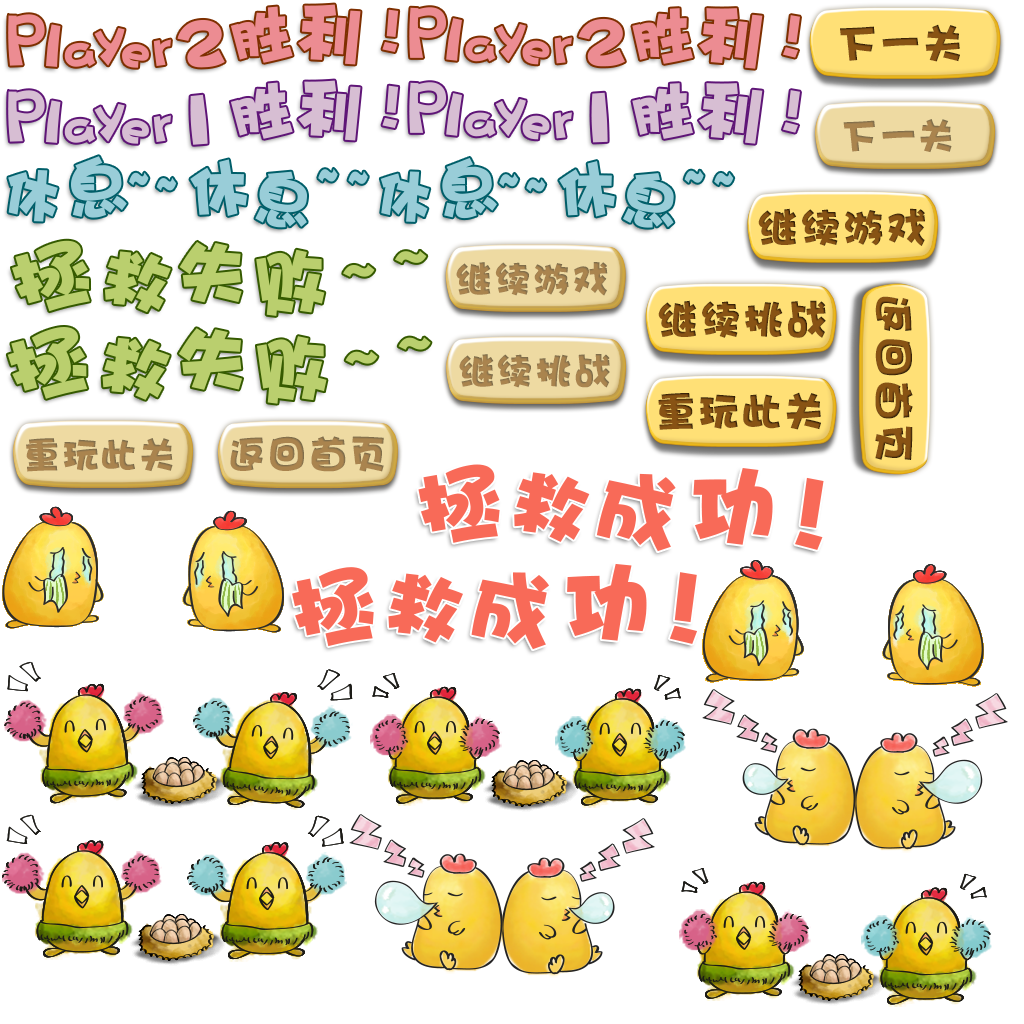 Player2胜利!Player2胜利!
下一关
Player1胜利!Player1胜利!
下一关
休息~~休息~~休息~~休息~~
继续游戏
拯救失败~~
继续游戏
继续挑战
返回首页
拯救失败~~
继续挑战
重玩此关
重玩此关
返回首页
拯救成功!
拯救成功!